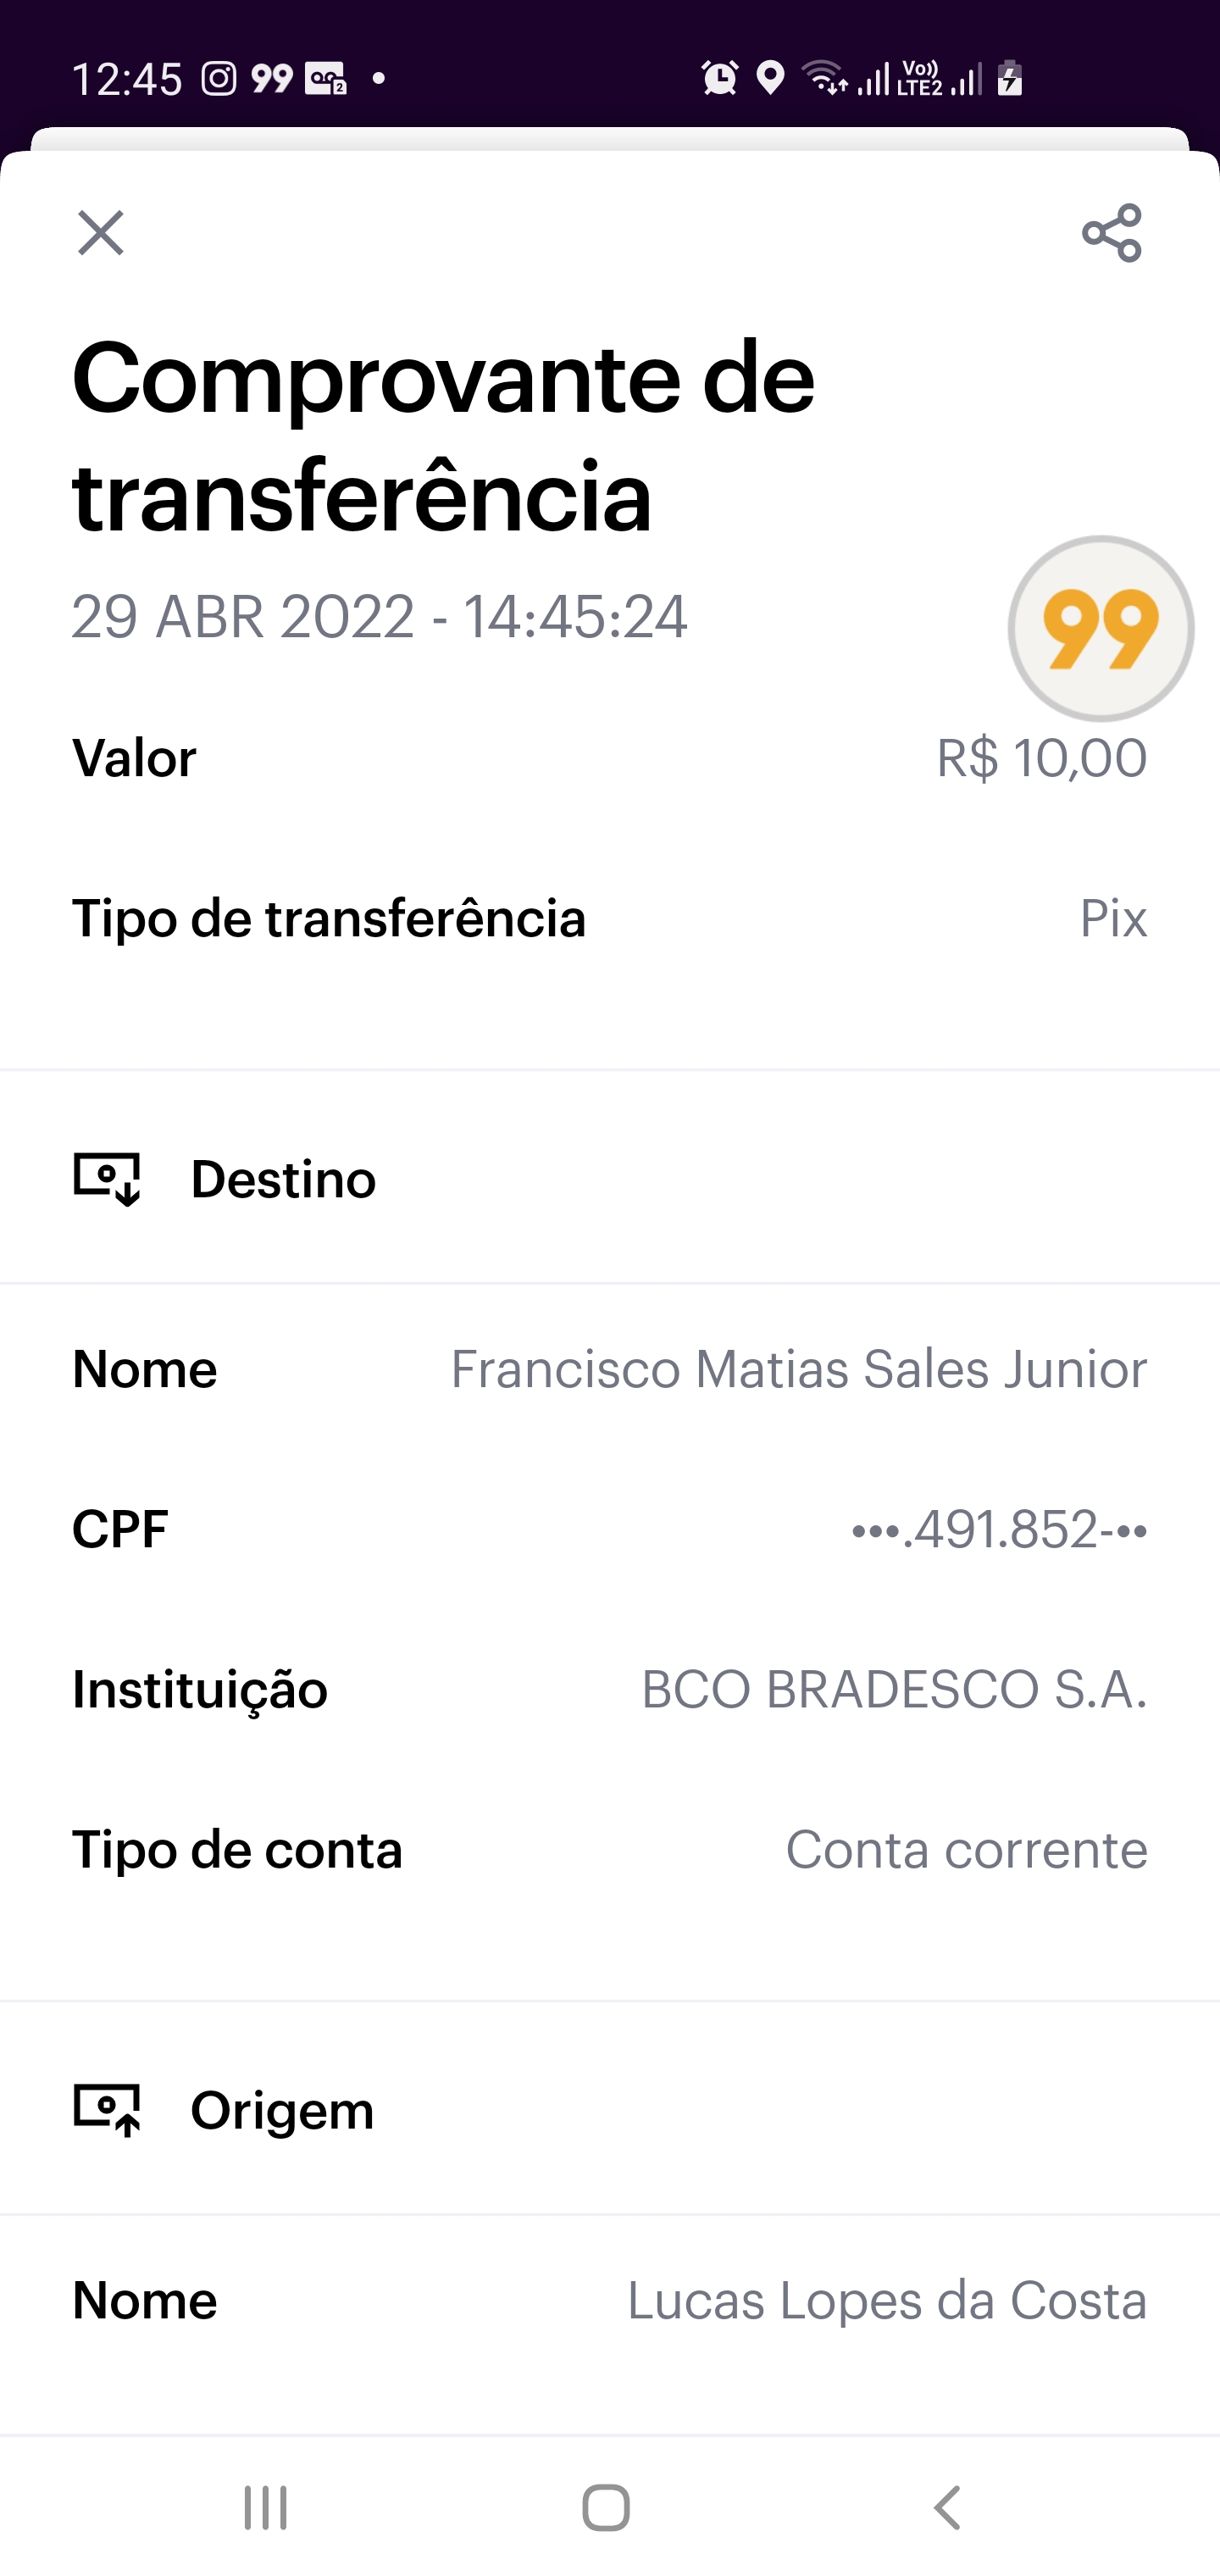 12:45 99 2 Vo)) LTE2
Comprovante de
transferência
29 ABR 2022 - 14:45:24
99
Valor R$ 10,00
Tipo de transferência Pix
Destino
Nome Francisco Matias Sales Junior
CPF •••.491.852-••
Instituição BCO BRADESCO S.A.
Tipo de conta Conta corrente
Origem
Nome Lucas Lopes da Costa